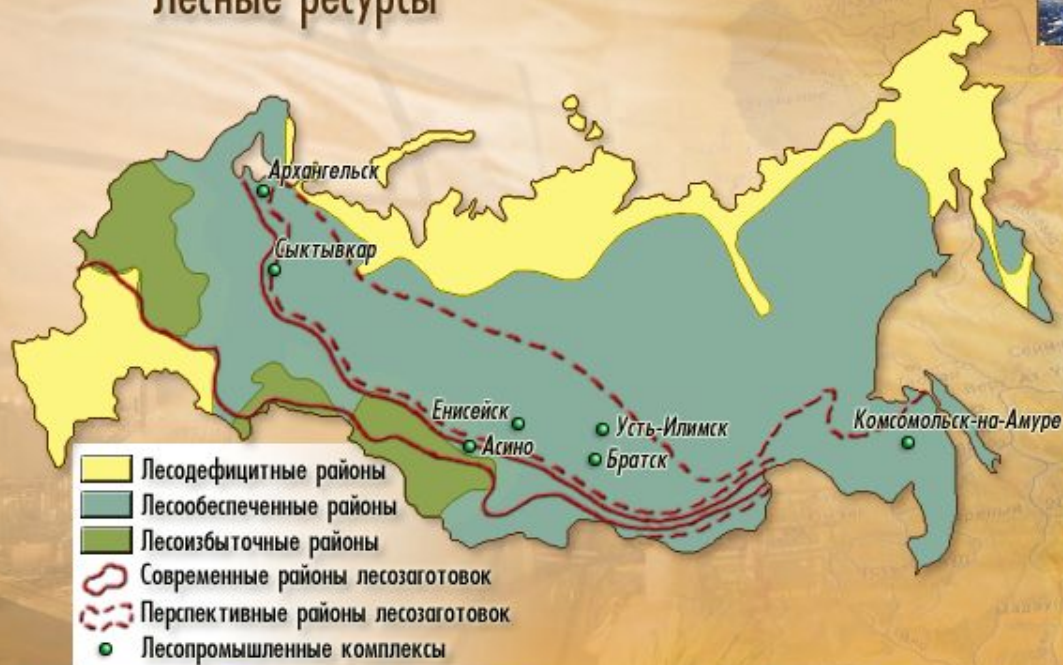 Лесные ресурсы
Архангельск
Сыктывкар
Енисейск
Усть-Илимск
Комсомольск-на-Амуре
Асино
Братск
Лесодефицитные районы
Лесообеспеченные районы
Лесоизбыточные районы
Современные районы лесозаготовок
Перспективные районы лесозаготовок
Лесопромышленные комплексы